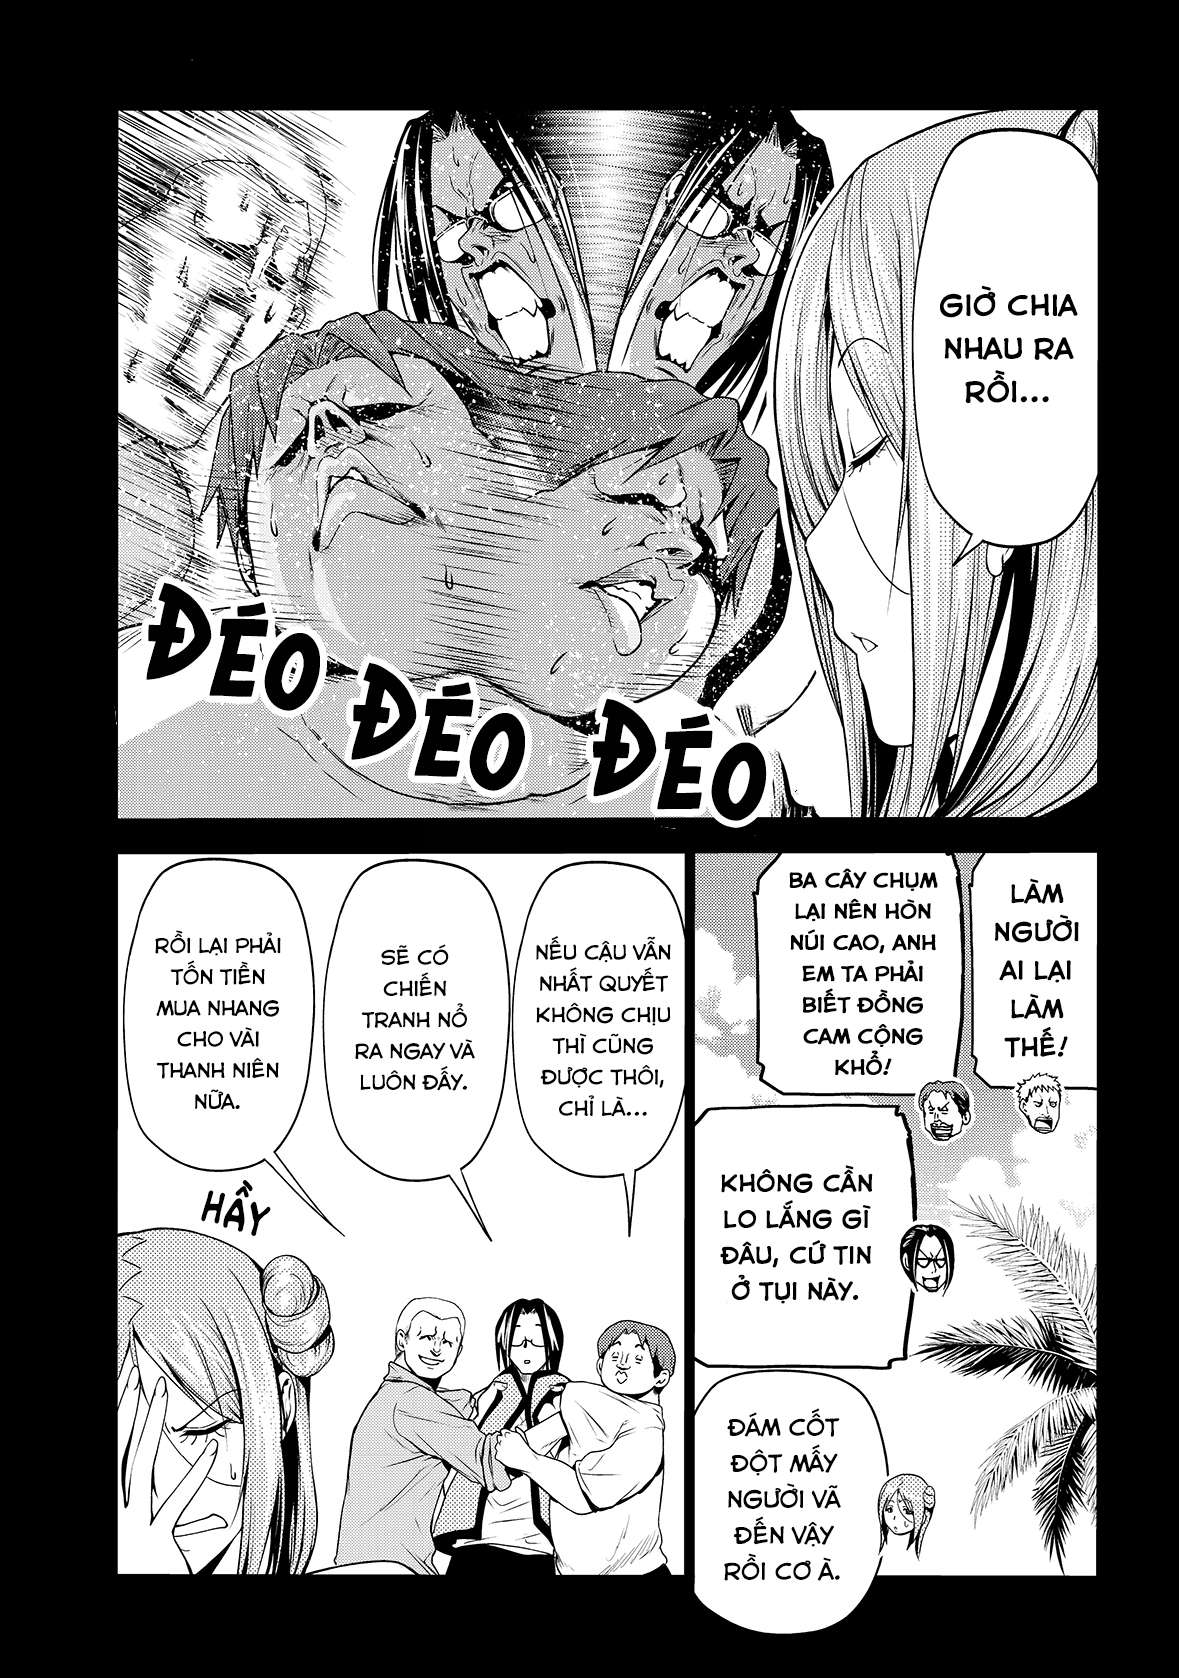 GIỜ CHIA
NHAU RA
RỒI...
ĐÉO ĐÉO ĐÉO
LÀM
NGƯỜI
AI LẠI
LÀM
THẾ!
BA CÂY CHỤM
LẠI NÊN HÒN
NÚI CAO, ANH
EM TA PHẢI
BIẾT ĐỒNG
CAM CỘNG
KHỔ!
KHÔNG CẦN
LO LẮNG GÌ
ĐÂU, CỨ TIN
Ở TỤI NÀY.
ĐÁM CỐT
ĐỘT MẤY
NGƯỜI VÃ
ĐẾN VẬY
RỒI CƠ À.
NẾU CẬU VẪN
NHẤT QUYẾT
KHÔNG CHỊU
THÌ CŨNG
ĐƯỢC THÔI,
CHỈ LÀ...
SẼ CÓ
CHIẾN
TRANH NỔ
RA NGAY VÀ
LUÔN ĐẤY.
RỒI LẠI PHẢI
TỐN TIỀN
MUA NHANG
CHO VÀI
THANH NIÊN
NỮA.
HẦY